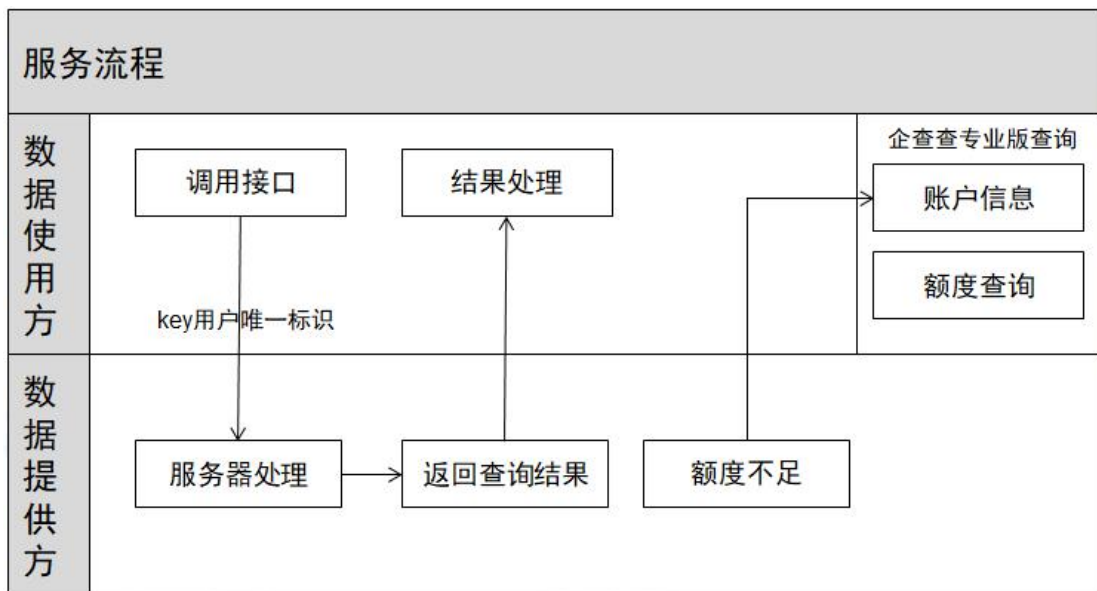 服务流程
数据使用方
调用接口
结果处理
企查查专业版查询
账户信息
额度查询
key用户唯一标识
数据提供方
服务器处理
返回查询结果
额度不足